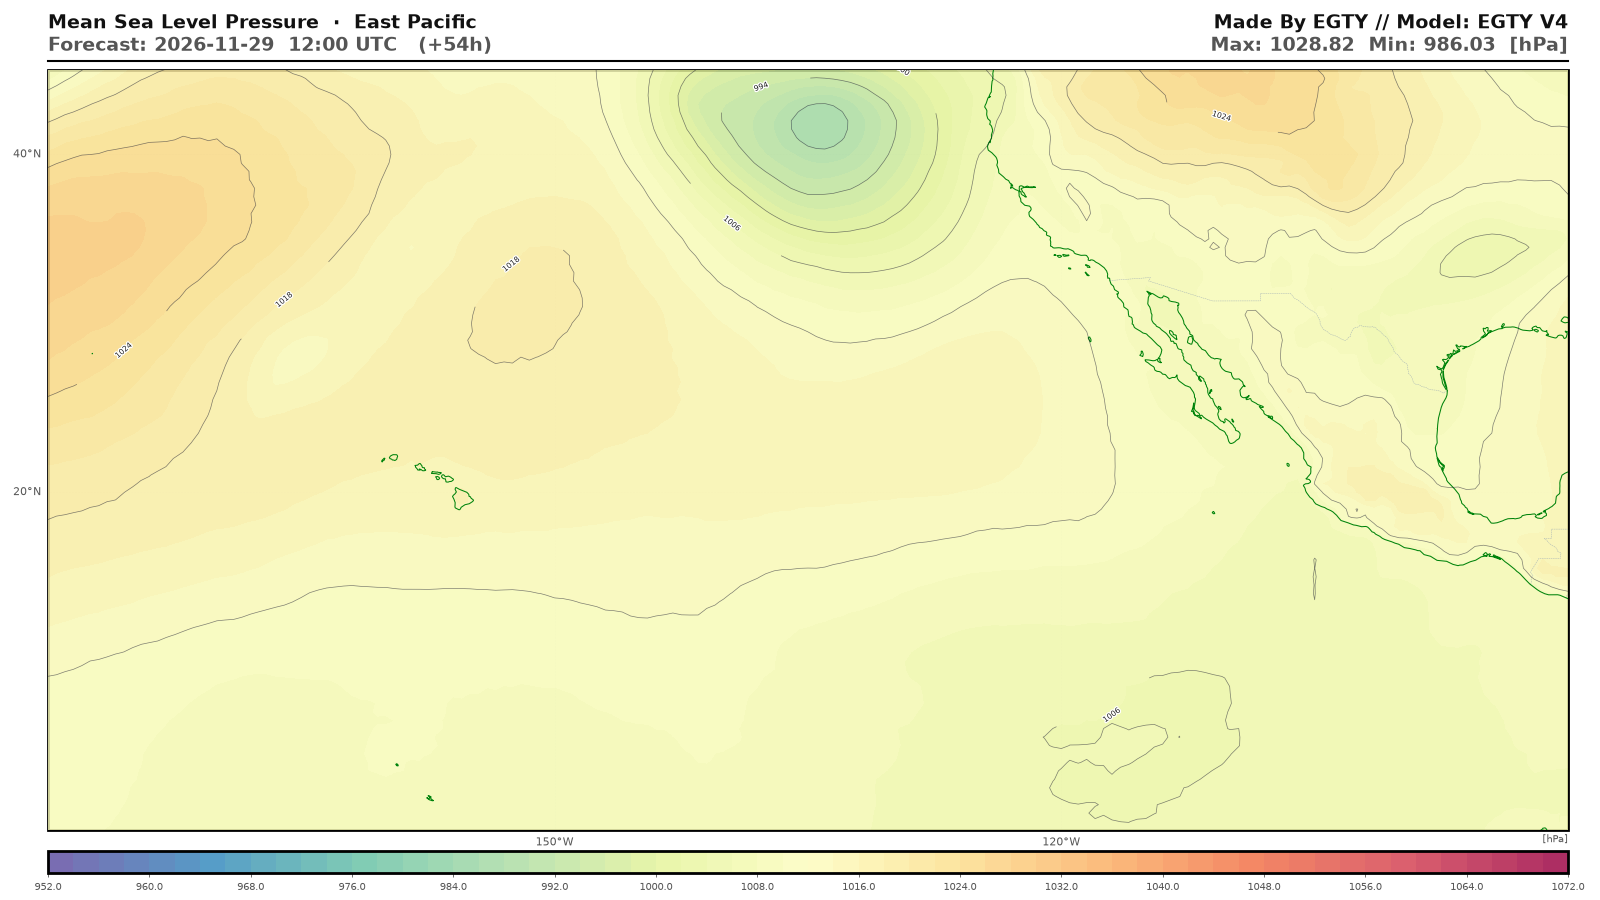 Mean Sea Level Pressure · East Pacific
Made By EGTY // Model: EGTY V4
Forecast: 2026-11-29 12:00 UTC (+54h)
Max: 1028.82 Min: 986.03 [hPa]
994
1024
40°N
1006
1018
1018
1024
20°N
1006
150°W
120°W
[hPa]
952.0
960.0
968.0
976.0
984.0
992.0
1000.0
1008.0
1016.0
1024.0
1032.0
1040.0
1048.0
1056.0
1064.0
1072.0